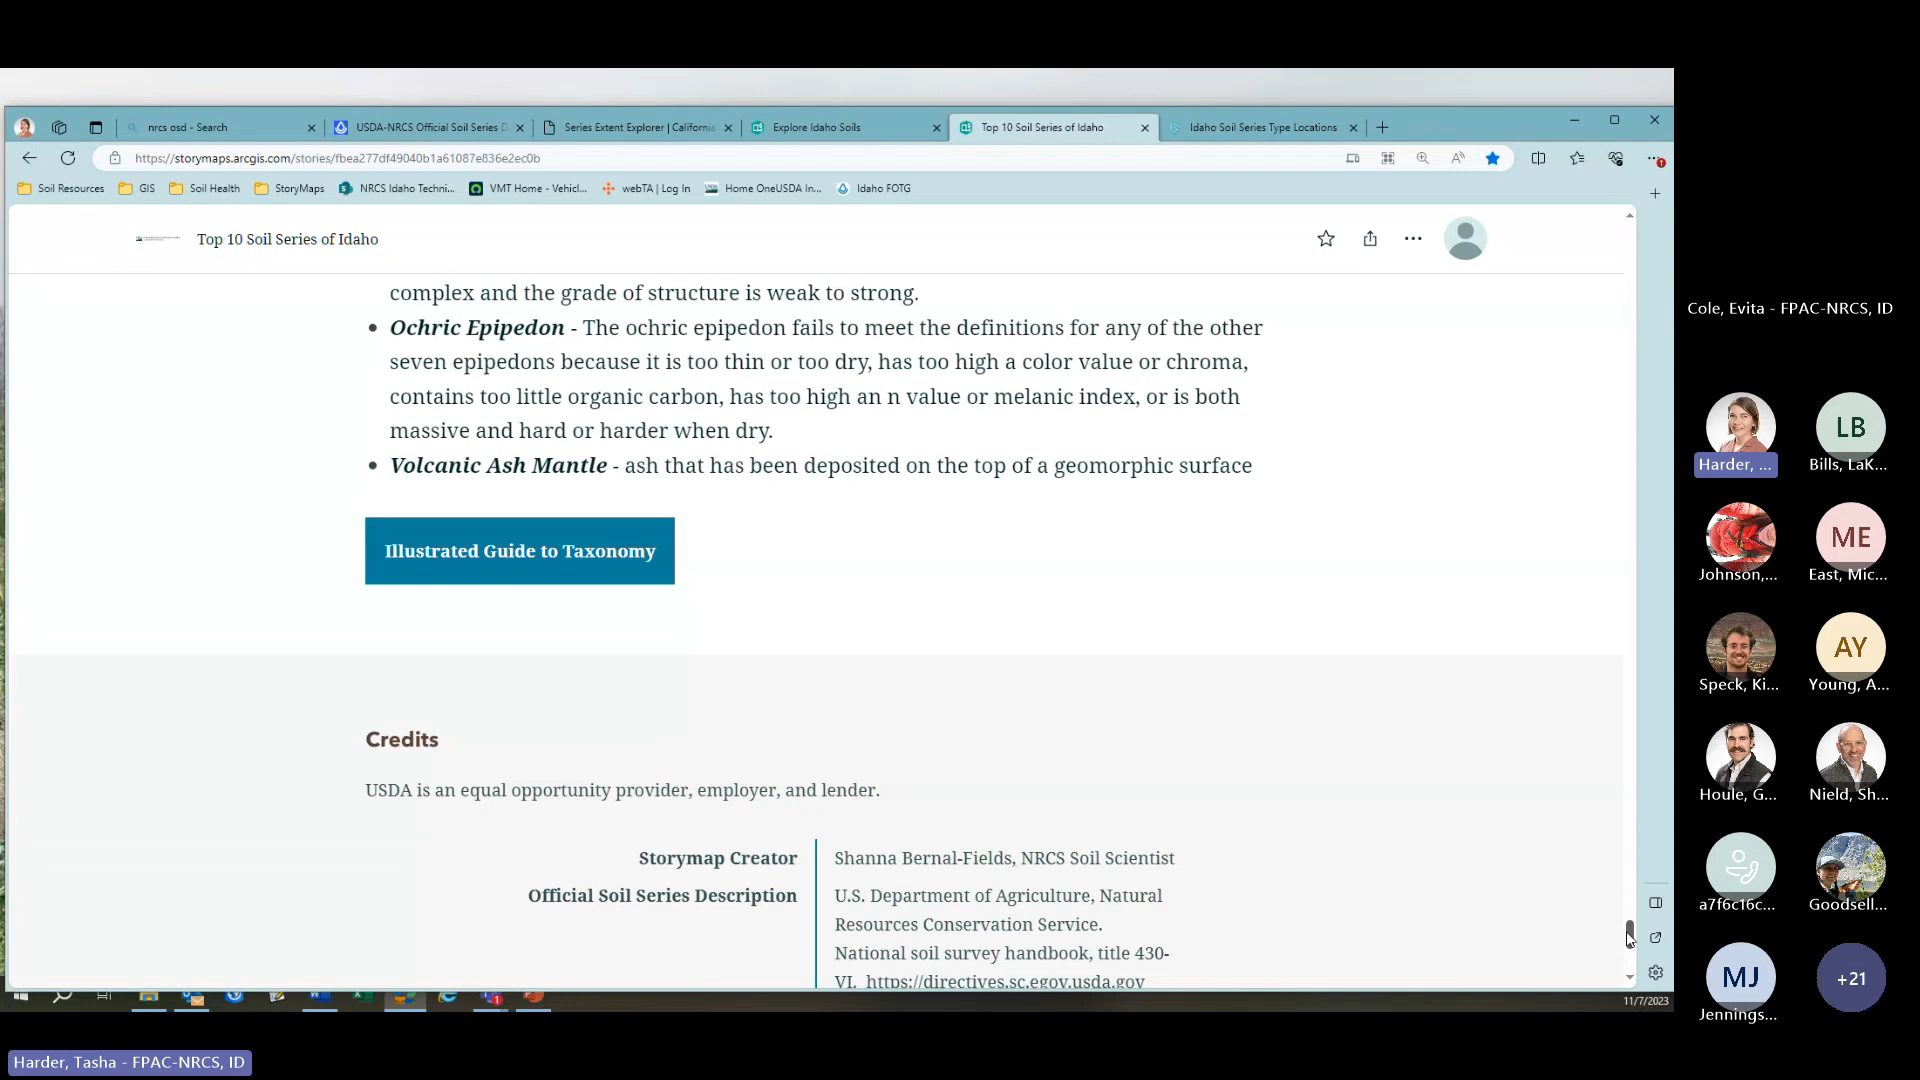 nrcs osd - Search
USDA-NRCS Official Soil Series D
Series Extent Explorer | California
Explore Idaho Soils
Top 10 Soil Series of Idaho
Idaho Soil Series Type Locations
https://storymaps.arcgis.com/stories/fbea277df49040b1a61087e836e2ec0b
Soil Resources
GIS
Soil Health
StoryMaps
NRCS Idaho Techni...
VMT Home - Vehicl...
webTA | Log In
Home OneUSDA In...
Idaho FOTG
Top 10 Soil Series of Idaho
complex and the grade of structure is weak to strong.
Ochric Epipedon - The ochric epipedon fails to meet the definitions for any of the other
seven epipedons because it is too thin or too dry, has too high a color value or chroma,
contains too little organic carbon, has too high an n value or melanic index, or is both
massive and hard or harder when dry.
Volcanic Ash Mantle - ash that has been deposited on the top of a geomorphic surface
Illustrated Guide to Taxonomy
Credits
USDA is an equal opportunity provider, employer, and lender.
Storymap Creator
Shanna Bernal-Fields, NRCS Soil Scientist
Official Soil Series Description
U.S. Department of Agriculture, Natural
Resources Conservation Service.
National soil survey handbook, title 430-
VI. https://directives.sc.egov.usda.gov
11/7/2023
Harder, Tasha - FPAC-NRCS, ID
Cole, Evita - FPAC-NRCS, ID
Harder, ...
LB
Bills, LaK...
Johnson,...
ME
East, Mic...
Speck, Ki...
AY
Young, A...
Houle, G...
Nield, Sh...
a7f6c16c...
Goodsell...
MJ
Jennings...
+21